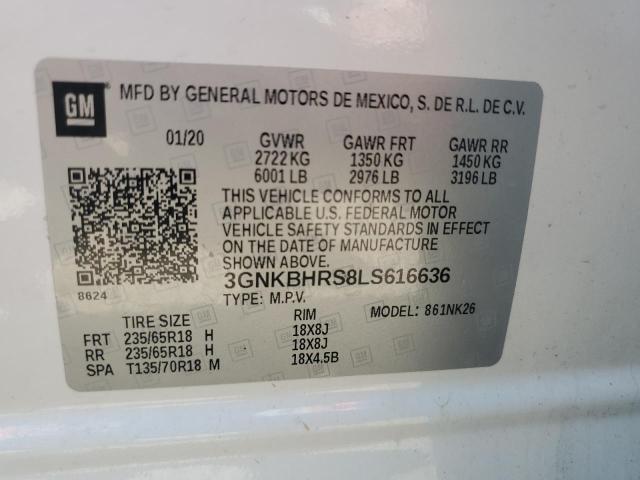 GM
MFD BY GENERAL MOTORS DE MEXICO, S. DE R.L. DE C.V.
01/20 GVWR GAWR FRT GAWR RR
2722 KG 1350 KG 1450 KG
6001 LB 2976 LB 3196 LB
THIS VEHICLE CONFORMS TO ALL
APPLICABLE U.S. FEDERAL MOTOR
VEHICLE SAFETY STANDARDS IN EFFECT
ON THE DATE OF MANUFACTURE
SHOWN ABOVE.
3GNKBHRS8LS616636
8624
TYPE: M.P.V. MODEL: 861NK26
TIRE SIZE RIM
FRT 235/65R18 H 18X8J
RR 235/65R18 H 18X8J
SPA T135/70R18 M 18X4.5B